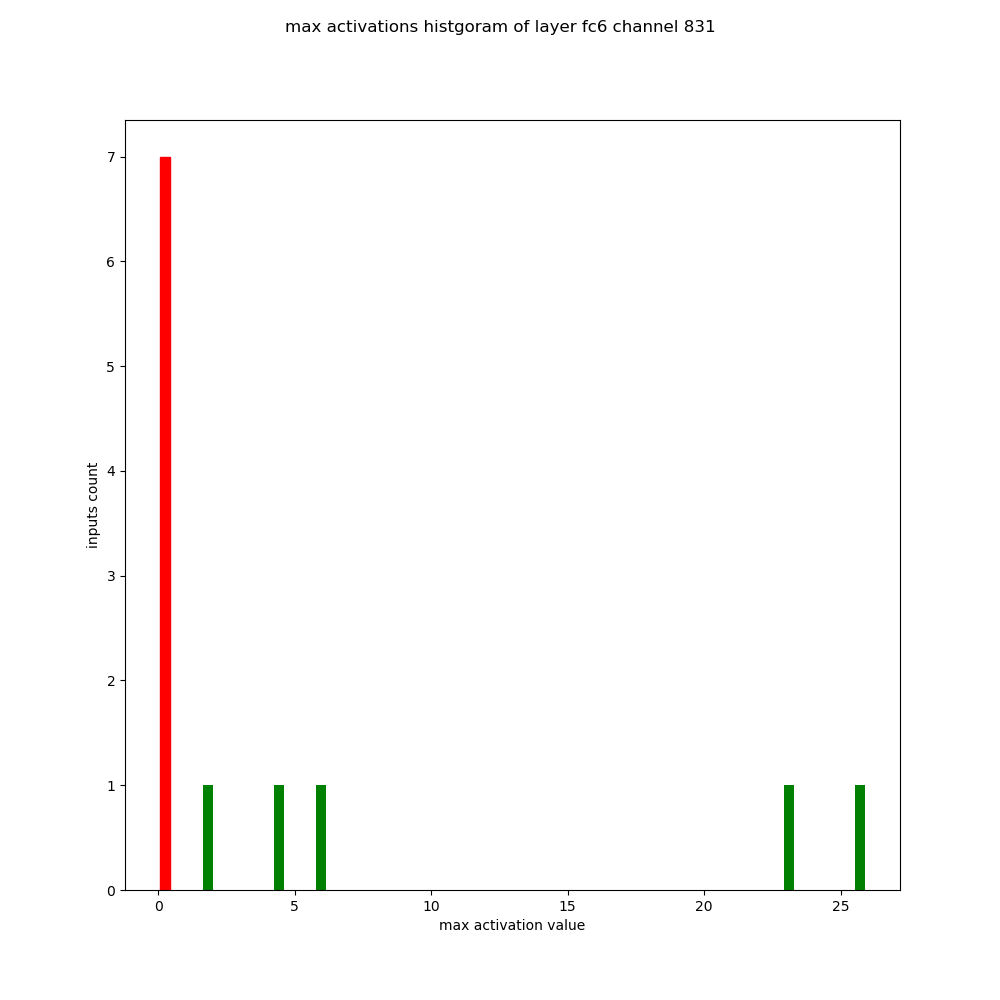 max activations histgoram of layer fc6 channel 831
7
6
5
4
3
2
1
0
inputs count
0 5 10 15 20 25
max activation value